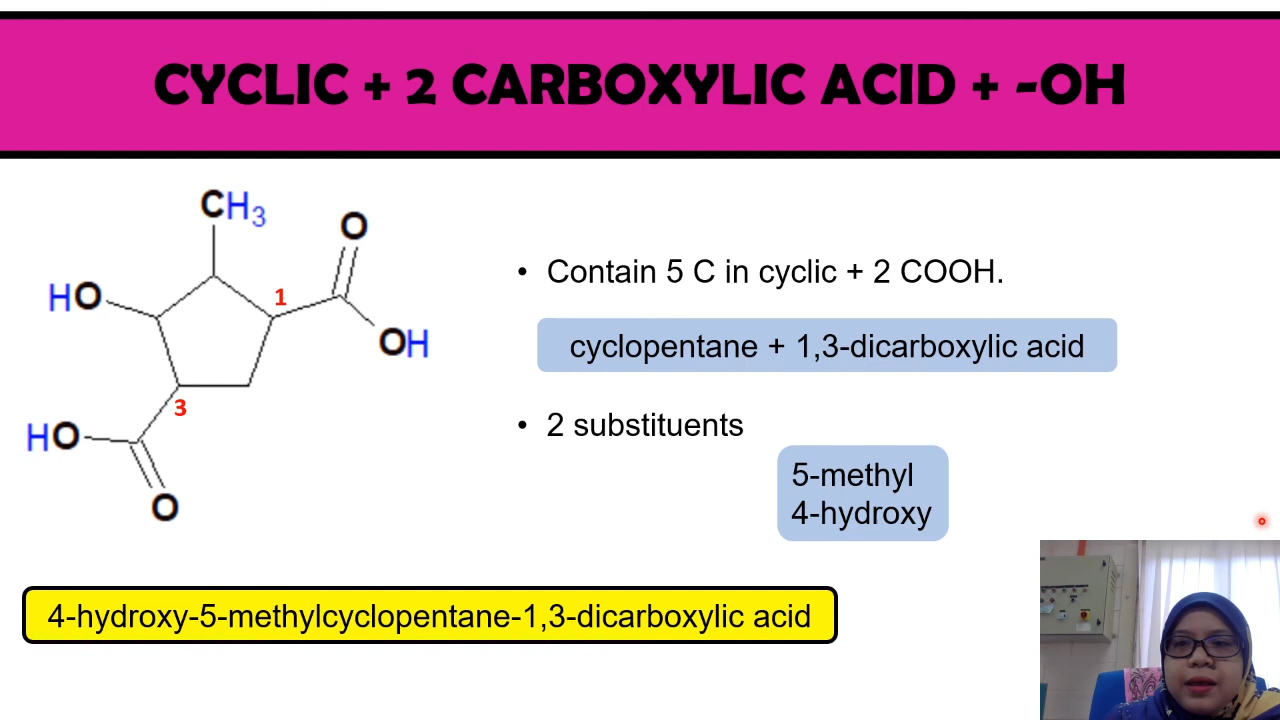 CYCLIC + 2 CARBOXYLIC ACID + -OH
CH3
O
HO
1
OH
3
HO
O
• Contain 5 C in cyclic + 2 COOH.
cyclopentane + 1,3-dicarboxylic acid
• 2 substituents
5-methyl
4-hydroxy
4-hydroxy-5-methylcyclopentane-1,3-dicarboxylic acid